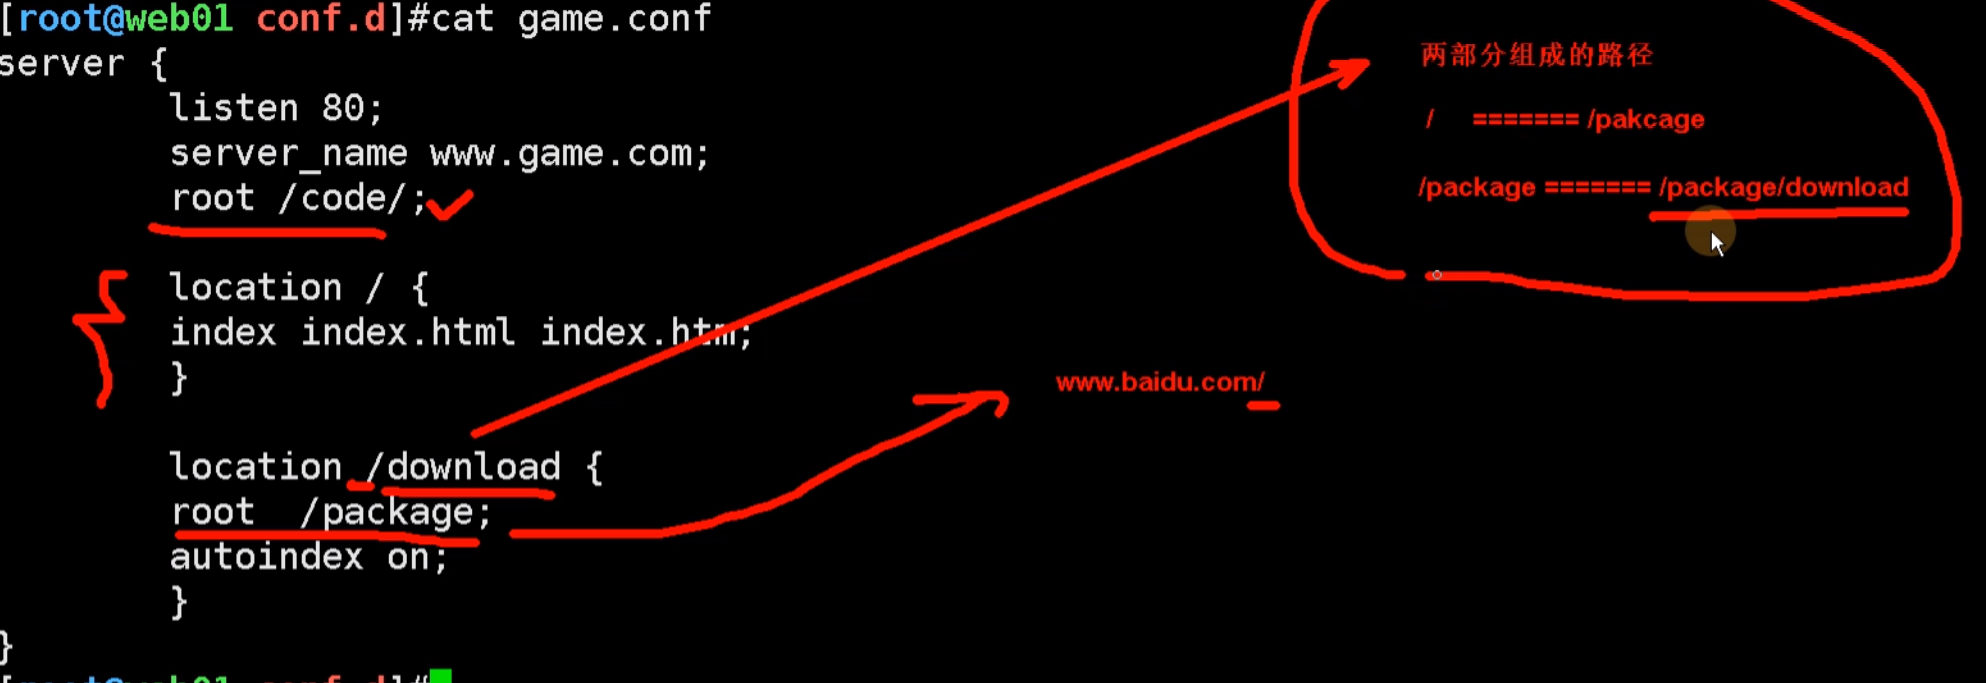 [root@web01 conf.d]#cat game.conf
server {
listen 80;
server_name www.game.com;
root /code/;
location / {
index index.html index.htm;
}
location /download {
root  /package;
autoindex on;
}
}
[root@web01 conf.d]#
两部分组成的路径
/ ======= /pakcage
/package ======= /package/download
www.baidu.com/